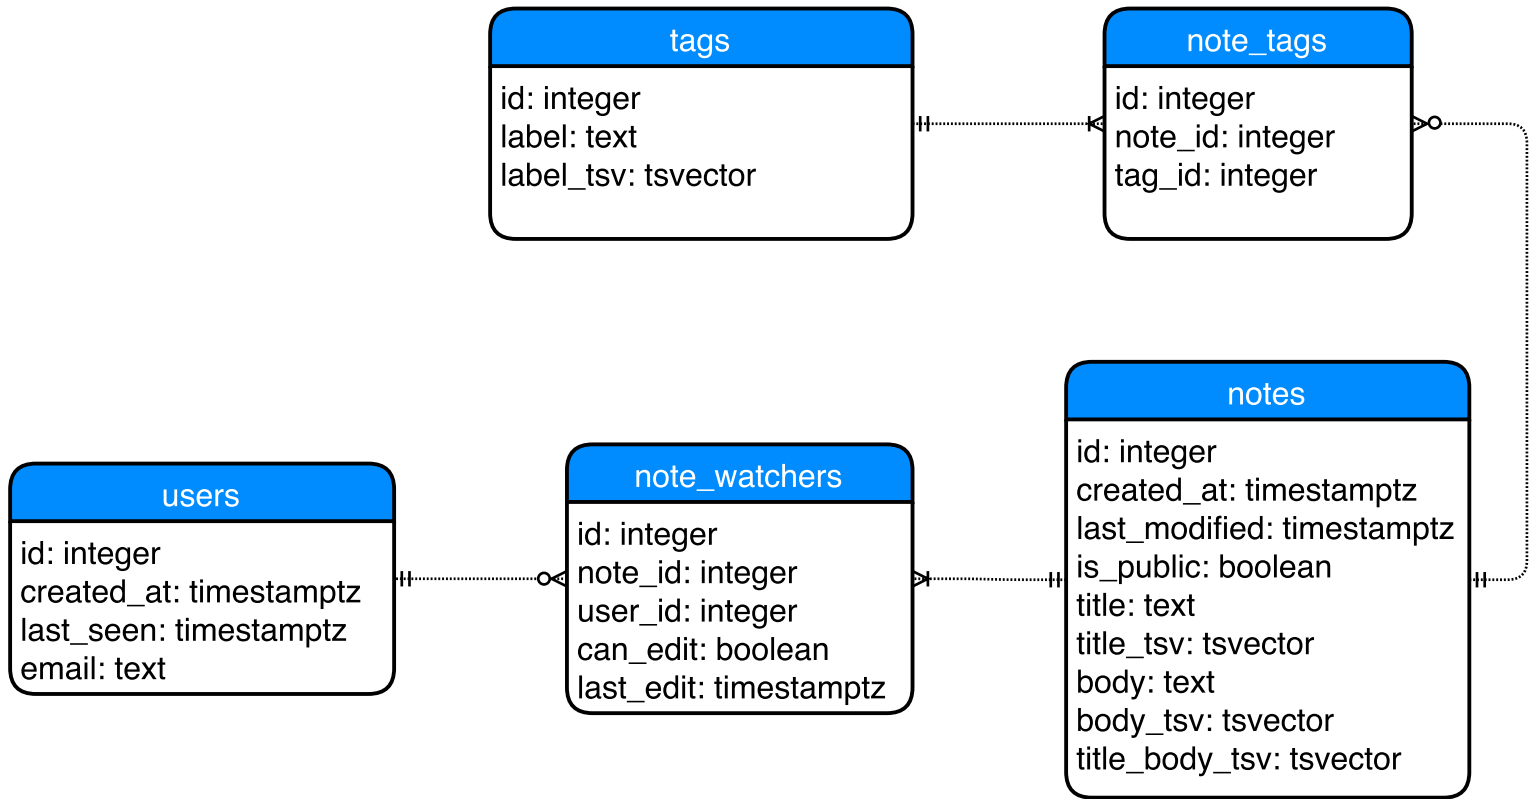 tags
id: integer
label: text
label_tsv: tsvector
note_tags
id: integer
note_id: integer
tag_id: integer
users
id: integer
created_at: timestamptz
last_seen: timestamptz
email: text
note_watchers
id: integer
note_id: integer
user_id: integer
can_edit: boolean
last_edit: timestamptz
notes
id: integer
created_at: timestamptz
last_modified: timestamptz
is_public: boolean
title: text
title_tsv: tsvector
body: text
body_tsv: tsvector
title_body_tsv: tsvector